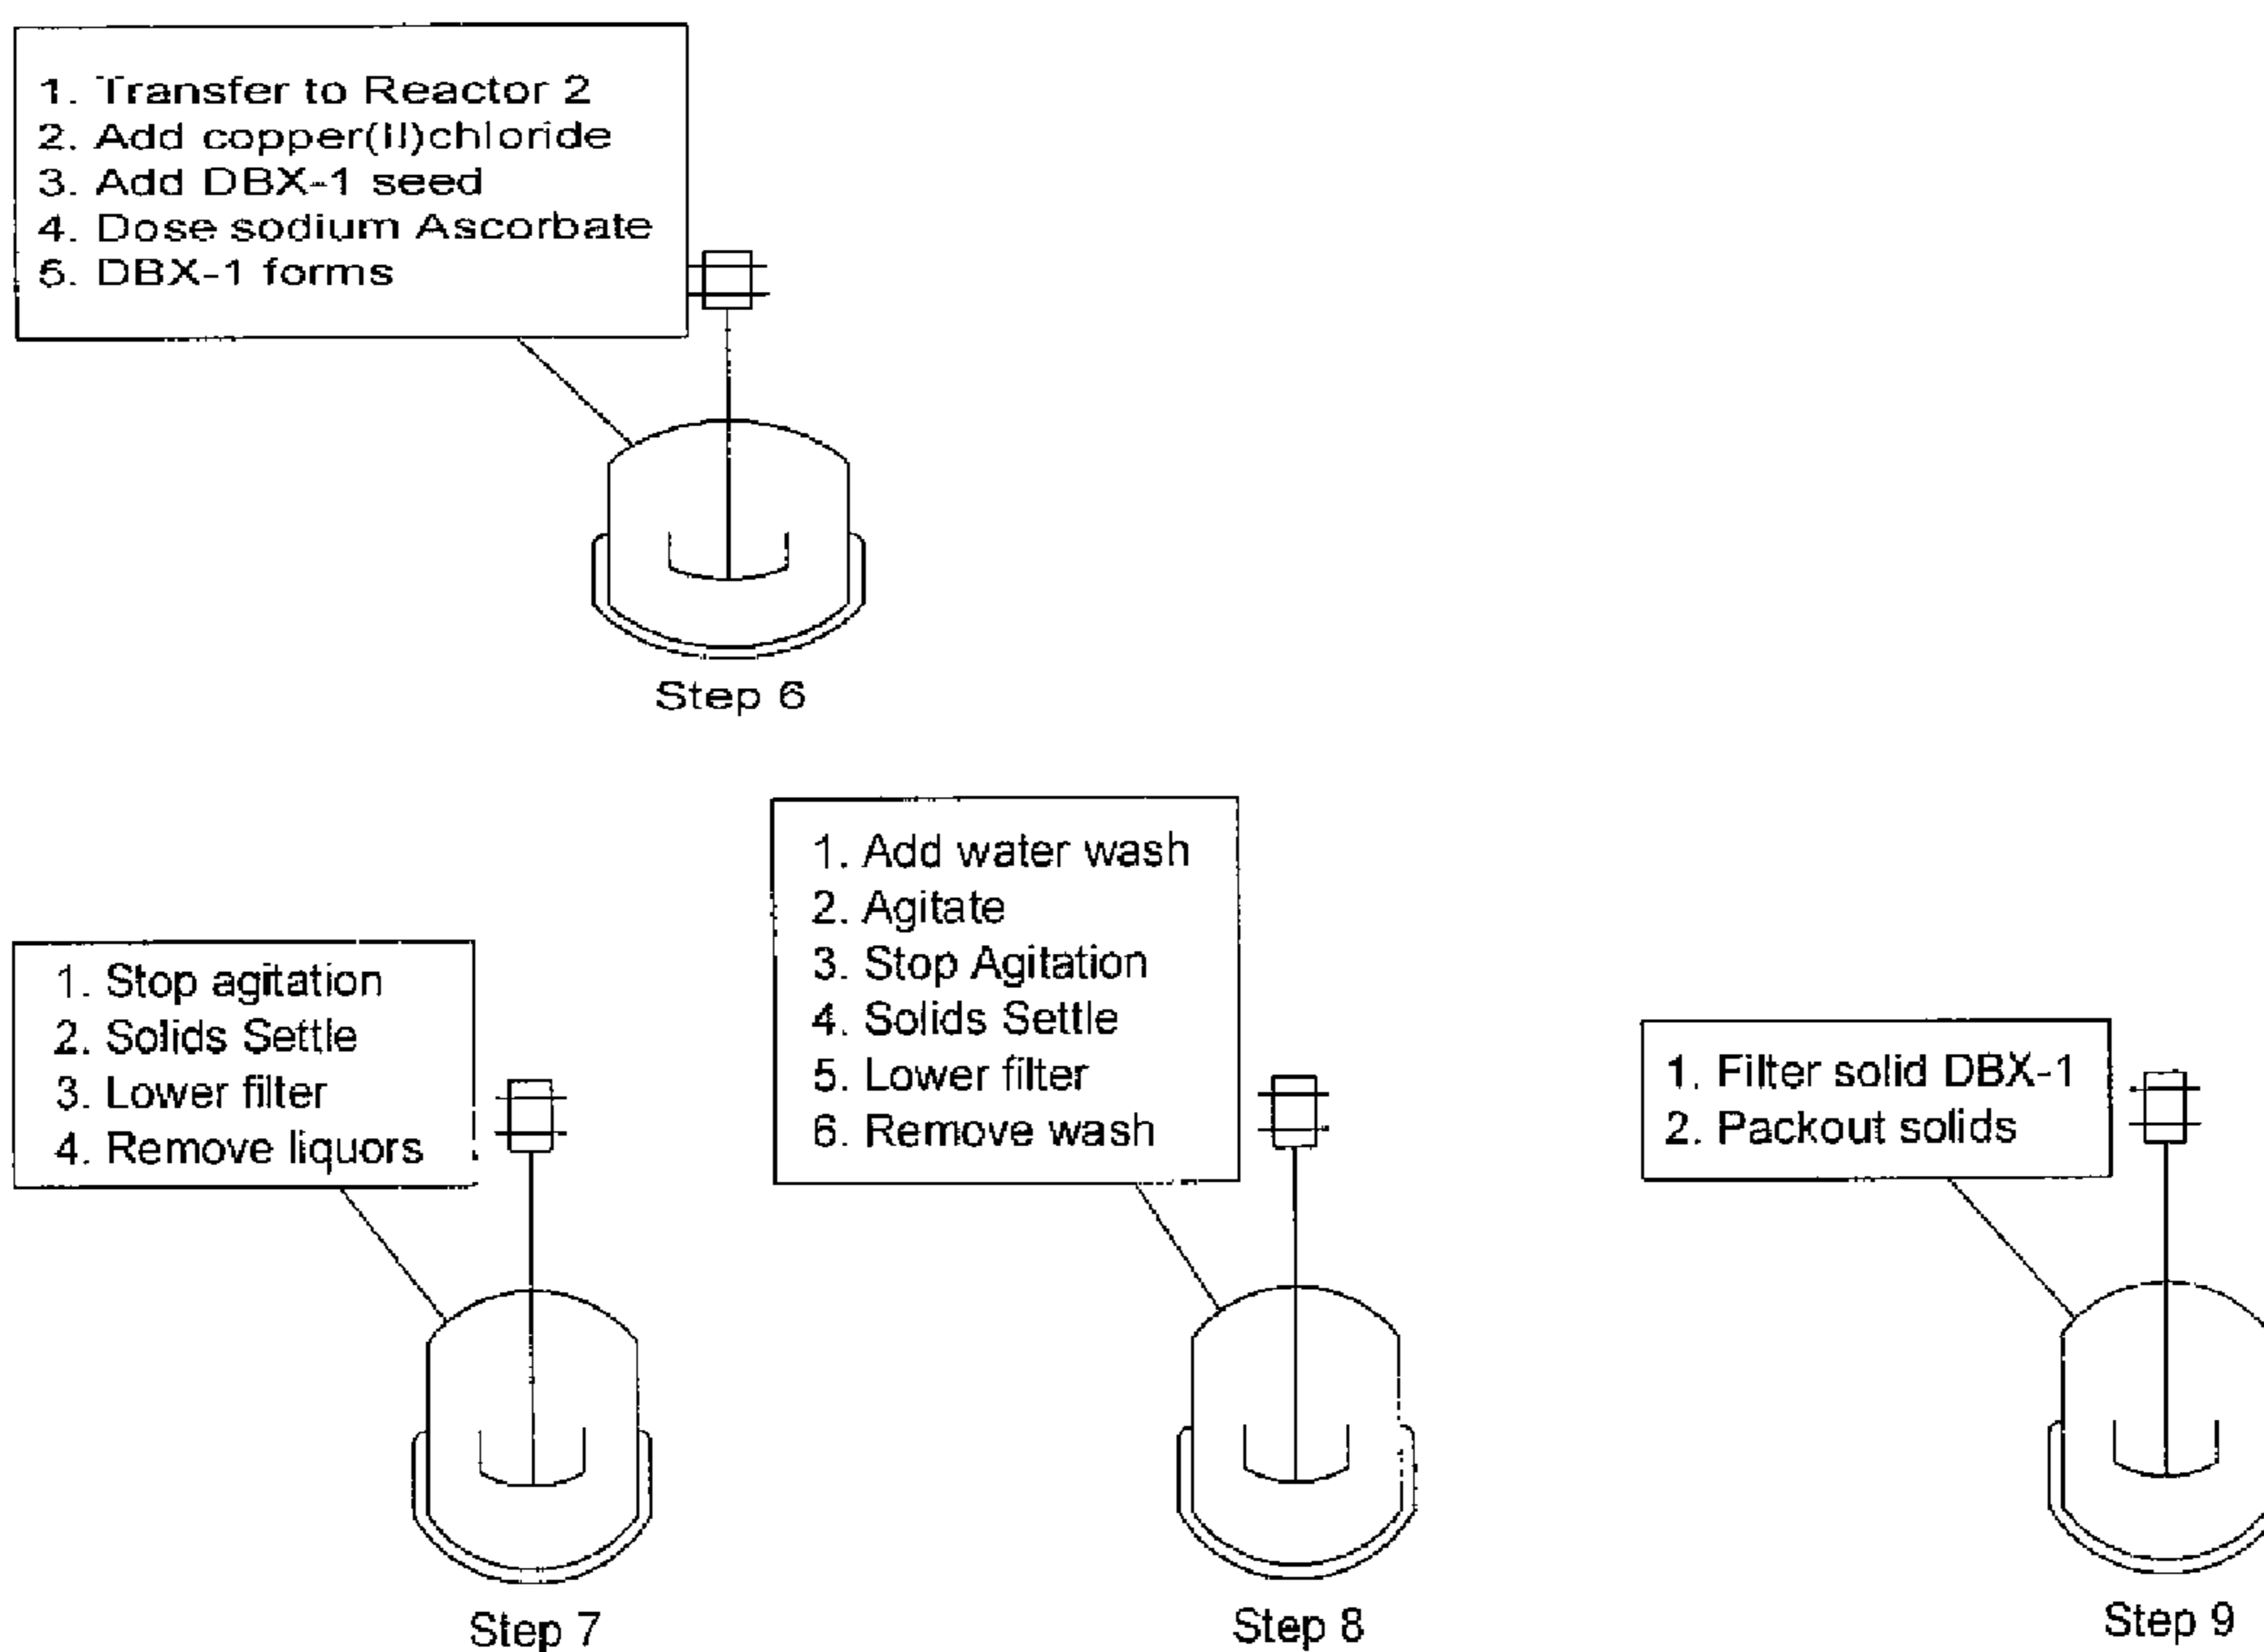 1. Transfer to Reactor 2
2. Add copper(II)chloride
3. Add DBX-1 seed
4. Dose sodium Ascorbate
5. DBX-1 forms
Step 6
1. Stop agitation
2. Solids Settle
3. Lower filter
4. Remove liquors
Step 7
1. Add water wash
2. Agitate
3. Stop Agitation
4. Solids Settle
5. Lower filter
6. Remove wash
Step 8
1. Filter solid DBX-1
2. Packout solids
Step 9